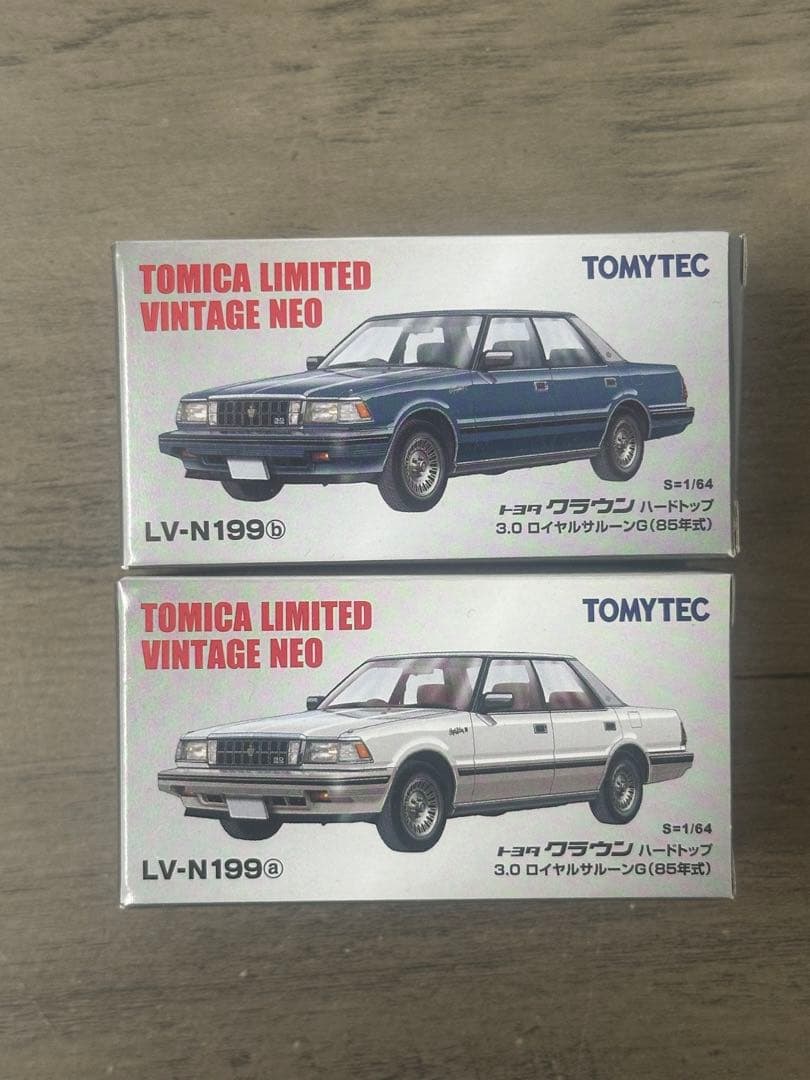 TOMICA LIMITED
VINTAGE NEO
TOMYTEC
S=1/64
トヨタ クラウン ハードトップ
3.0 ロイヤルサルーンG(85年式)
LV-N199ⓑ
TOMICA LIMITED
VINTAGE NEO
TOMYTEC
S=1/64
トヨタ クラウン ハードトップ
3.0 ロイヤルサルーンG(85年式)
LV-N199ⓐ